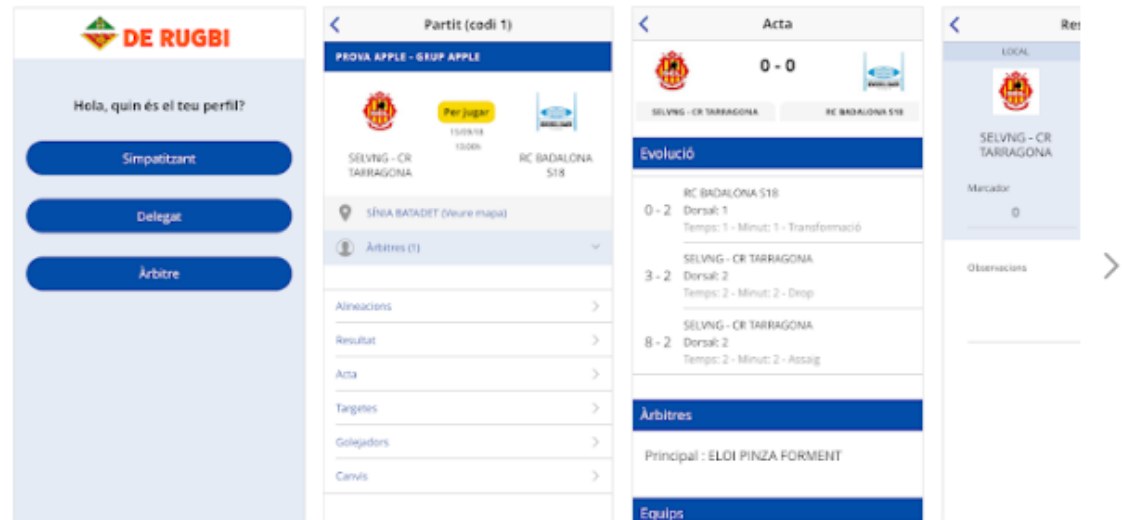 DE RUGBI
Hola, quin és el teu perfil?
Simpatitzant
Delegat
Àrbitre
Partit (codi 1)
PROVA APPLE - GRUP APPLE
Per jugar
15/09/18
10:00h
SELVNG - CR
TARRAGONA
RC BADALONA
S18
SÍNIA BATADET (Veure mapa)
Àrbitres (1)
Alineacions
Resultat
Acta
Targetes
Golejadors
Canvis
Acta
0 - 0
SELVNG - CR TARRAGONA
RC BADALONA S18
Evolució
RC BADALONA S18
0 - 2 Dorsal: 1
Temps: 1 - Minut: 1 - Transformació
SELVNG - CR TARRAGONA
3 - 2 Dorsal: 2
Temps: 2 - Minut: 2 - Drop
SELVNG - CR TARRAGONA
8 - 2 Dorsal: 2
Temps: 2 - Minut: 2 - Assaig
Àrbitres
Principal : ELOI PINZA FORMENT
Equips
Res
LOCAL
SELVNG - CR
TARRAGONA
Marcador
0
Observacions